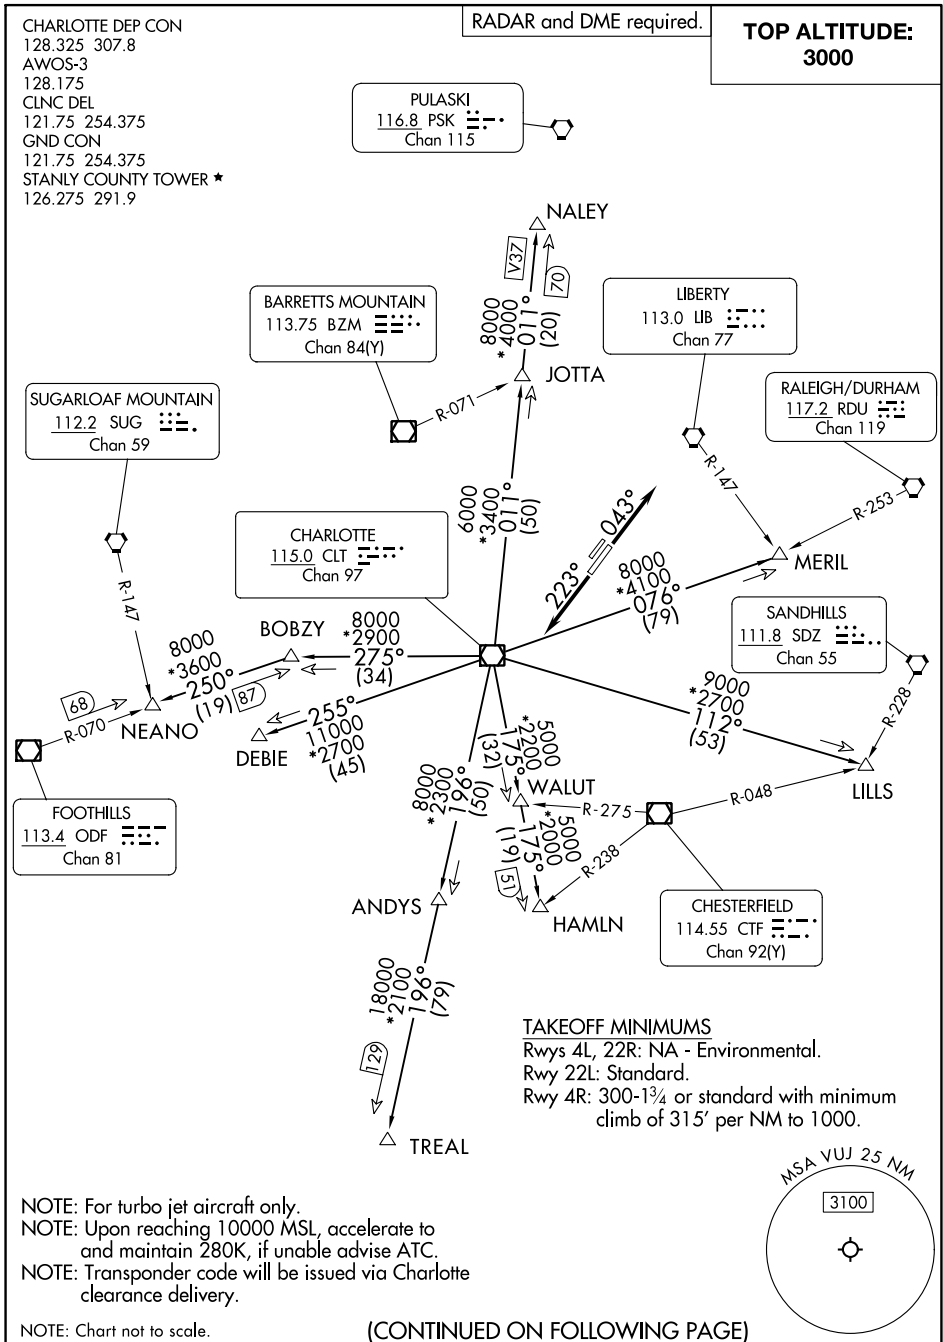 CHARLOTTE DEP CON
128.325 307.8
AWOS-3
128.175
CLNC DEL
121.75 254.375
GND CON
121.75 254.375
STANLY COUNTY TOWER ★
126.275 291.9
RADAR and DME required.
TOP ALTITUDE:
3000
PULASKI
116.8 PSK
Chan 115
NALEY
V37
70
8000
*4000
011°
(20)
BARRETTS MOUNTAIN
113.75 BZM
Chan 84(Y)
LIBERTY
113.0 LIB
Chan 77
JOTTA
R-071
SUGARLOAF MOUNTAIN
112.2 SUG
Chan 59
RALEIGH/DURHAM
117.2 RDU
Chan 119
R-147
R-253
6000
*3400
011°
(50)
043°
223°
CHARLOTTE
115.0 CLT
Chan 97
MERIL
8000
*4100
076°
(79)
R-147
SANDHILLS
111.8 SDZ
Chan 55
BOBZY
8000
*2900
275°
(34)
8000
*3600
250°
(19)
87
68
R-070
NEANO
DEBIE
255°
11000
*2700
(45)
9000
*2700
112°
(53)
R-228
LILLS
5000
*2200
175°
(32)
WALUT
R-275
R-048
8000
*2300
196°
(50)
FOOTHILLS
113.4 ODF
Chan 81
5000
*2000
175°
(19)
51
R-238
ANDYS
HAMLN
CHESTERFIELD
114.55 CTF
Chan 92(Y)
18000
*2100
196°
(79)
129
TREAL
TAKEOFF MINIMUMS
Rwys 4L, 22R: NA - Environmental.
Rwy 22L: Standard.
Rwy 4R: 300-1¾ or standard with minimum
climb of 315' per NM to 1000.
MSA VUJ 25 NM
3100
NOTE: For turbo jet aircraft only.
NOTE: Upon reaching 10000 MSL, accelerate to
and maintain 280K, if unable advise ATC.
NOTE: Transponder code will be issued via Charlotte
clearance delivery.
NOTE: Chart not to scale.
(CONTINUED ON FOLLOWING PAGE)